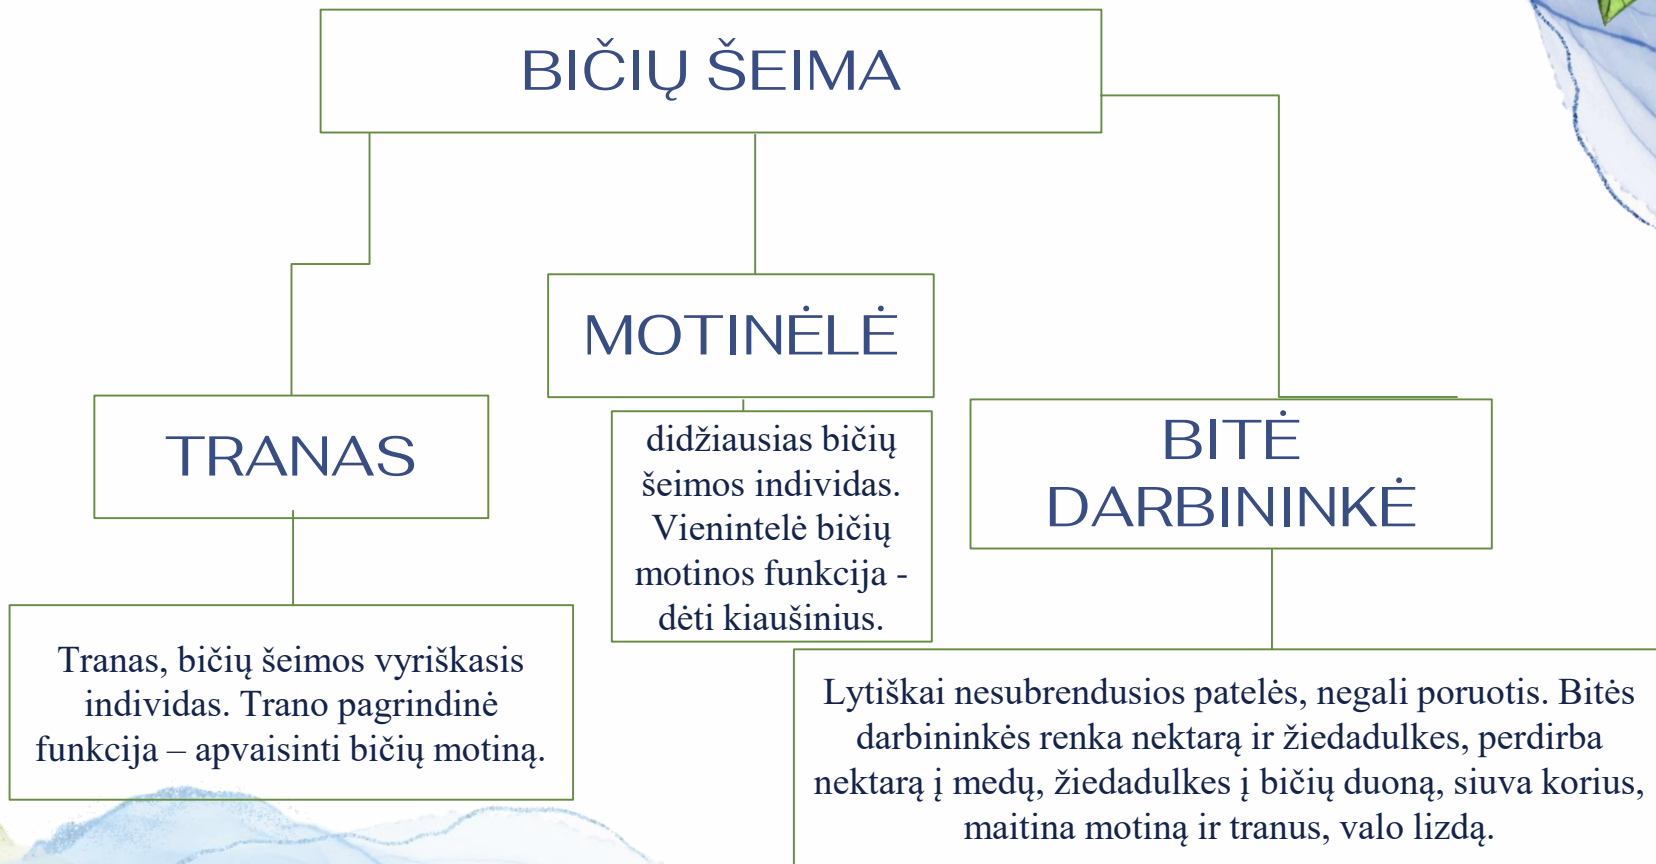 BIČIŲ ŠEIMA
TRANAS
Tranas, bičių šeimos vyriškasis
individas. Trano pagrindinė
funkcija – apvaisinti bičių motiną.
MOTINĖLĖ
didžiausias bičių
šeimos individas.
Vienintelė bičių
motinos funkcija -
dėti kiaušinius.
BITĖ
DARBININKĖ
Lytiškai nesubrendusios patelės, negali poruotis. Bitės
darbininkės renka nektarą ir žiedadulkes, perdirba
nektarą į medų, žiedadulkes į bičių duoną, siuva korius,
maitina motiną ir tranus, valo lizdą.